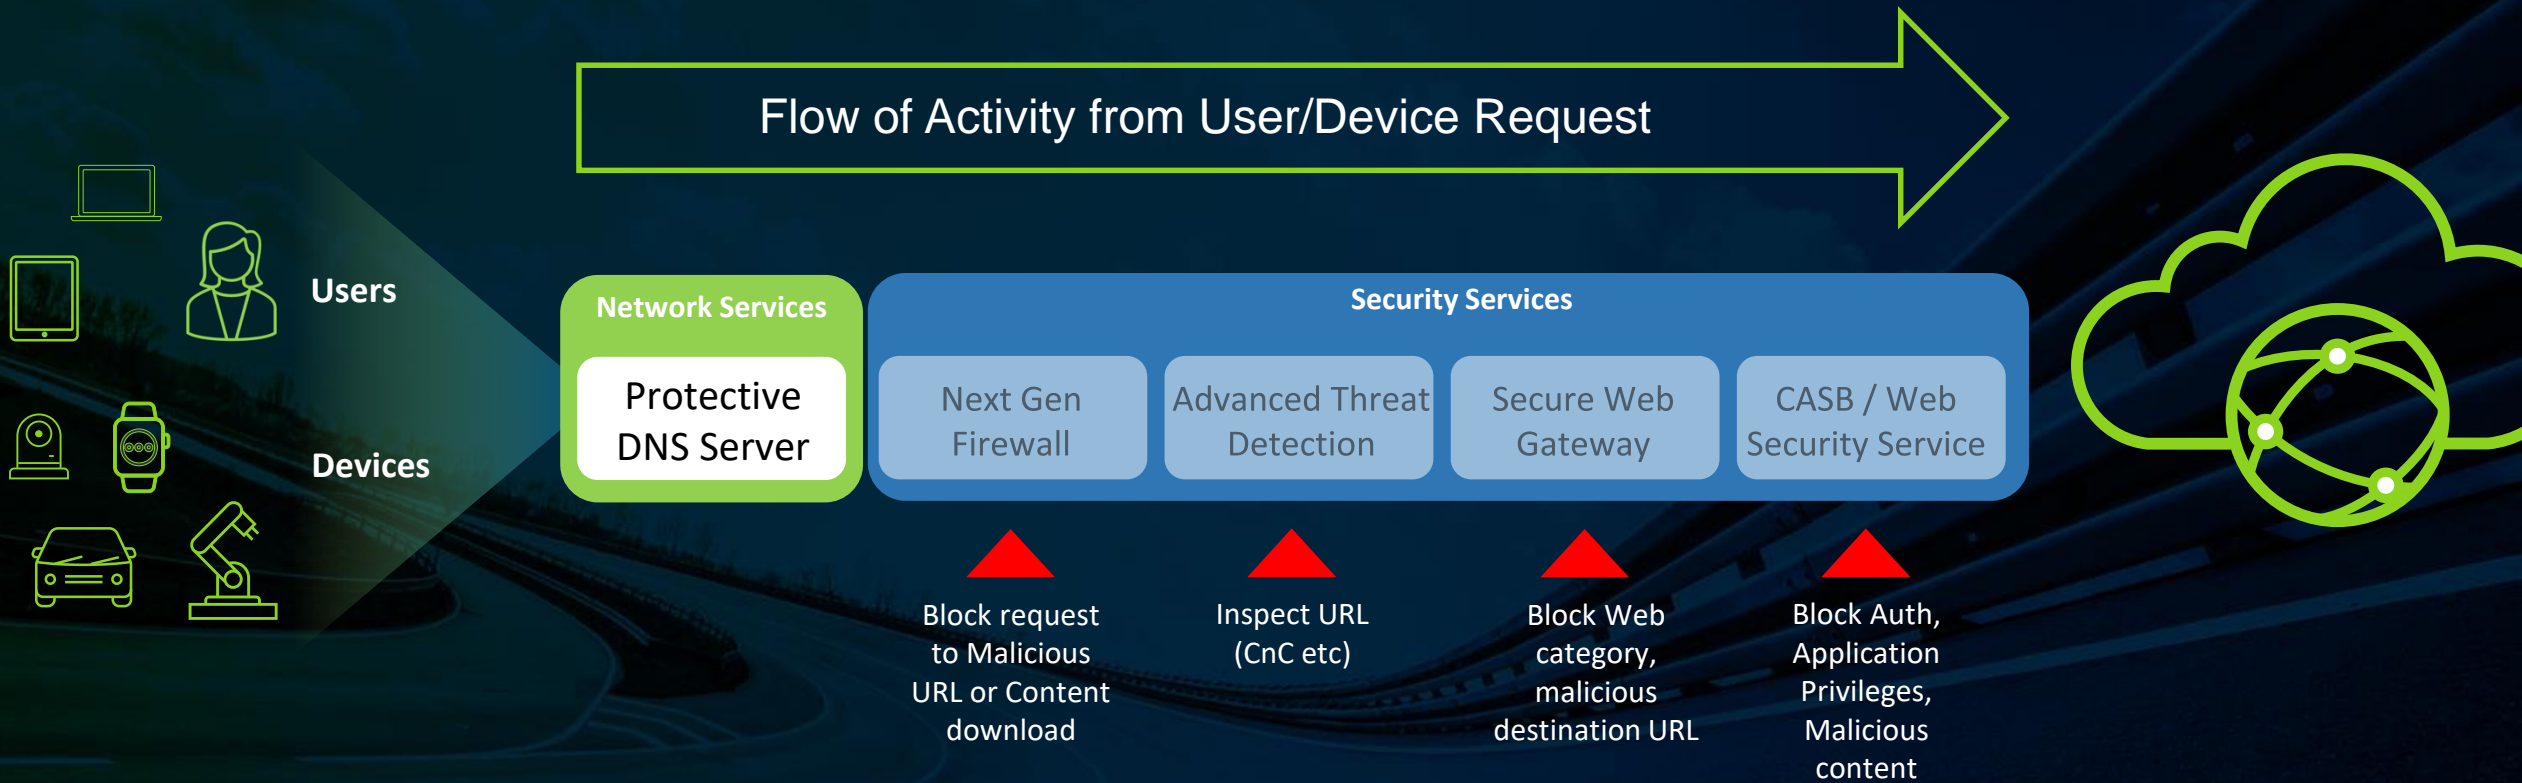 Flow of Activity from User/Device Request
Users
Devices
Network Services
Protective
DNS Server
Security Services
Next Gen
Firewall
Advanced Threat
Detection
Secure Web
Gateway
CASB / Web
Security Service
Block request
to Malicious
URL or Content
download
Inspect URL
(CnC etc)
Block Web
category,
malicious
destination URL
Block Auth,
Application
Privileges,
Malicious
content